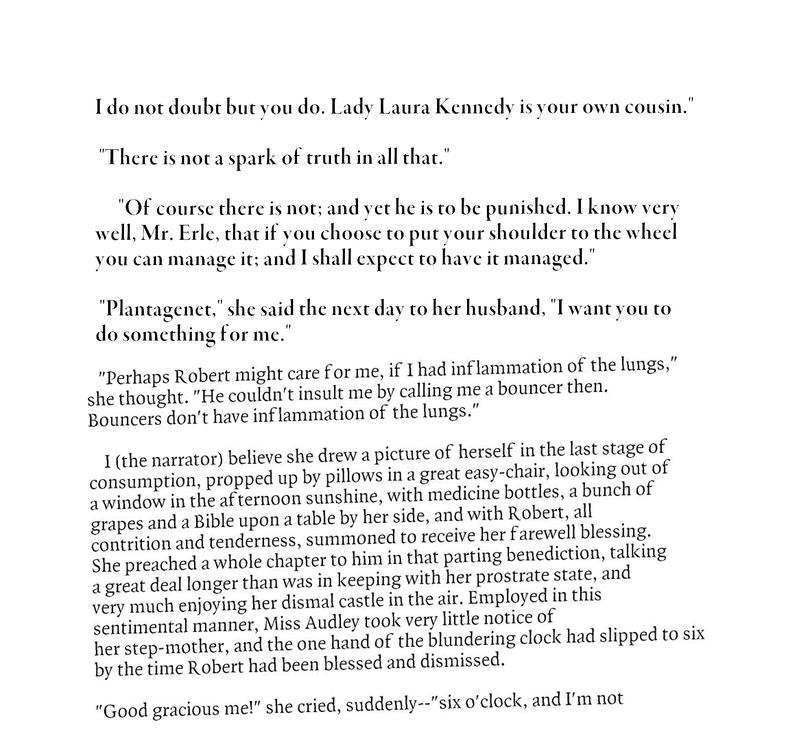 I do not doubt but you do. Lady Laura Kennedy is your own cousin."
"There is not a spark of truth in all that."
"Of course there is not; and yet he is to be punished. I know very
well, Mr. Erle, that if you choose to put your shoulder to the wheel
you can manage it; and I shall expect to have it managed."
"Plantagenet," she said the next day to her husband, "I want you to
do something for me."
"Perhaps Robert might care for me, if I had inflammation of the lungs,"
she thought. "He couldn't insult me by calling me a bouncer then.
Bouncers don't have inflammation of the lungs."
I (the narrator) believe she drew a picture of herself in the last stage of
consumption, propped up by pillows in a great easy-chair, looking out of
a window in the afternoon sunshine, with medicine bottles, a bunch of
grapes and a Bible upon a table by her side, and with Robert, all
contrition and tenderness, summoned to receive her farewell blessing.
She preached a whole chapter to him in that parting benediction, talking
a great deal longer than was in keeping with her prostrate state, and
very much enjoying her dismal castle in the air. Employed in this
sentimental manner, Miss Audley took very little notice of
her step-mother, and the one hand of the blundering clock had slipped to six
by the time Robert had been blessed and dismissed.
"Good gracious me!" she cried, suddenly--"six o'clock, and I'm not